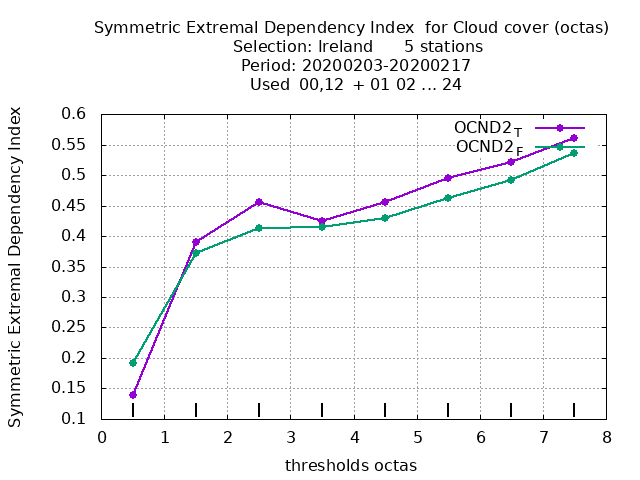 Symmetric Extremal Dependency Index  for Cloud cover (octas)
Selection: Ireland      5 stations
Period: 20200203-20200217
Used  00,12  + 01 02 ... 24
Symmetric Extremal Dependency Index
0.6
0.55
0.5
0.45
0.4
0.35
0.3
0.25
0.2
0.15
0.1
OCND2T
OCND2F
0 1 2 3 4 5 6 7 8
thresholds octas